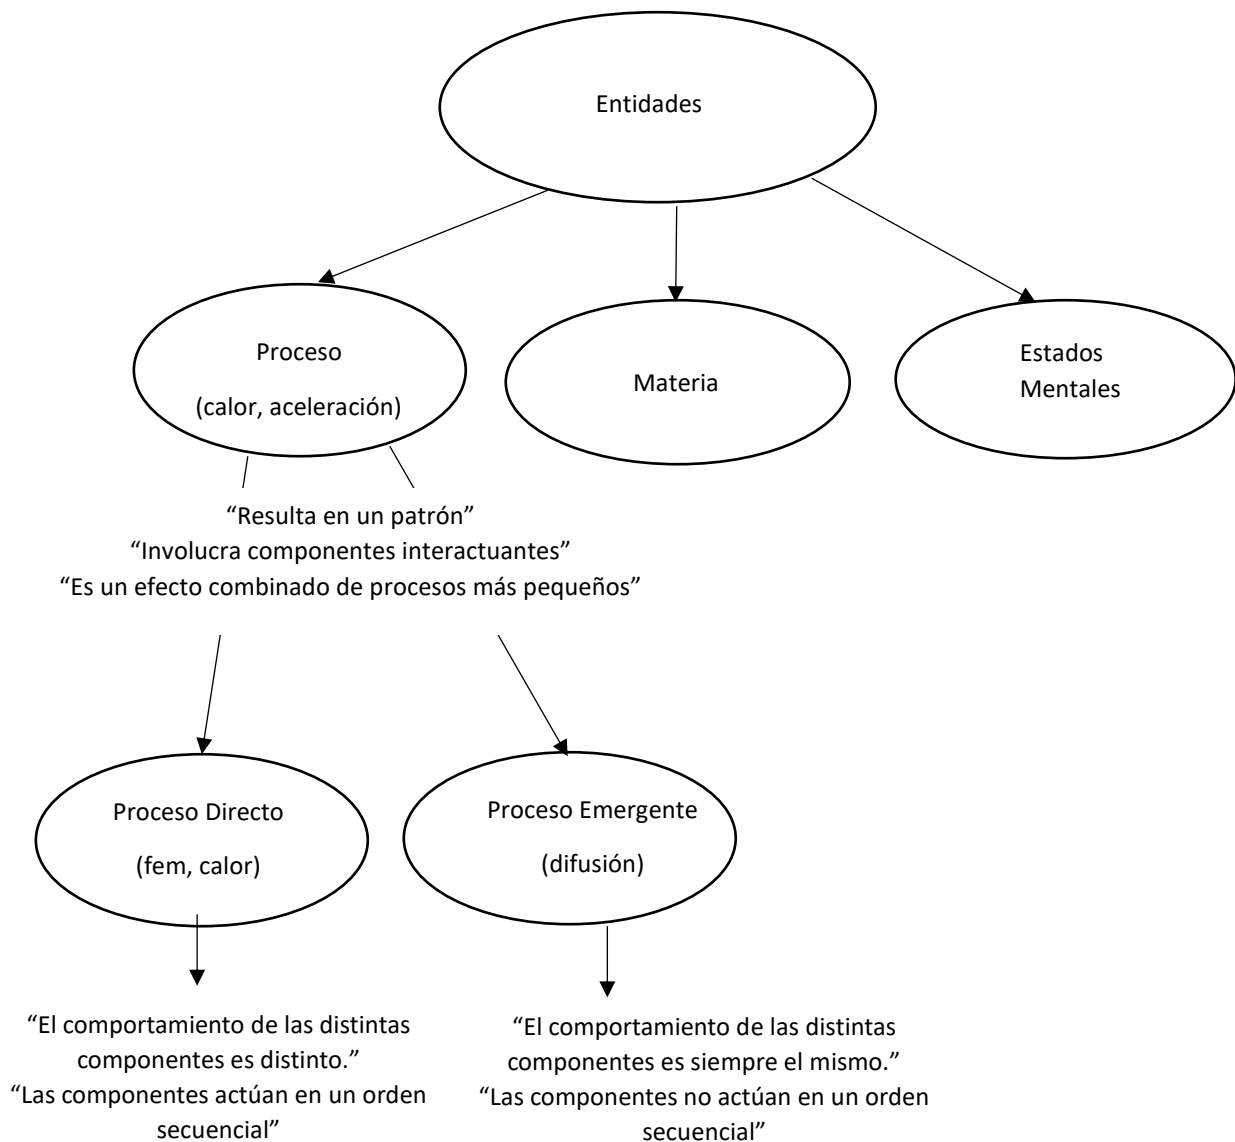 Entidades
Proceso
(calor, aceleración)
Materia
Estados
Mentales
“Resulta en un patrón”
“Involucra componentes interactuantes”
“Es un efecto combinado de procesos más pequeños”
Proceso Directo
(fem, calor)
Proceso Emergente
(difusión)
“El comportamiento de las distintas
componentes es distinto.”
“Las componentes actúan en un orden
secuencial”
“El comportamiento de las distintas
componentes es siempre el mismo.”
“Las componentes no actúan en un orden
secuencial”